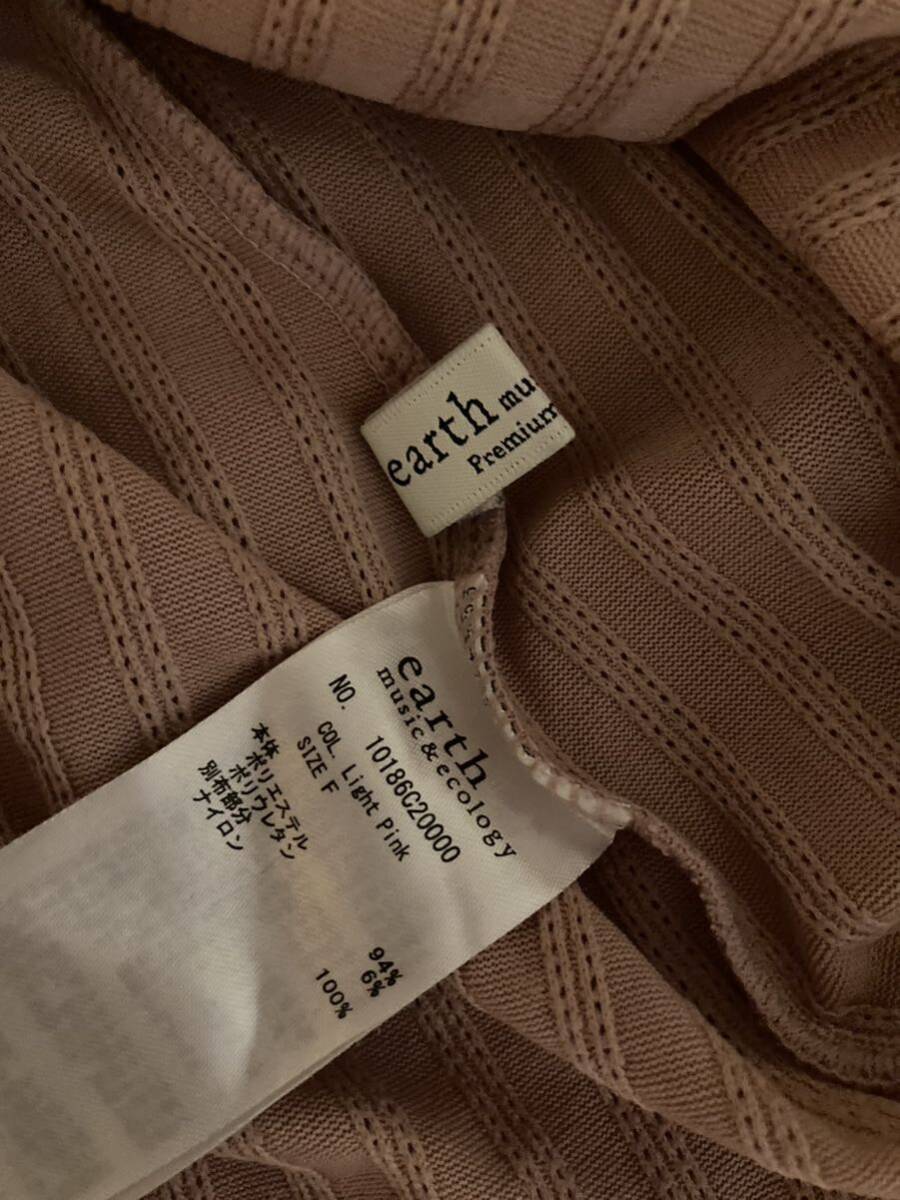 earth mu
Premium
earth
music&ecology
NO. 10186C20000
COL. Light Pink
SIZE F
本体
ポリエステル 94%
ポリウレタン 6%
別布部分
ナイロン 100%